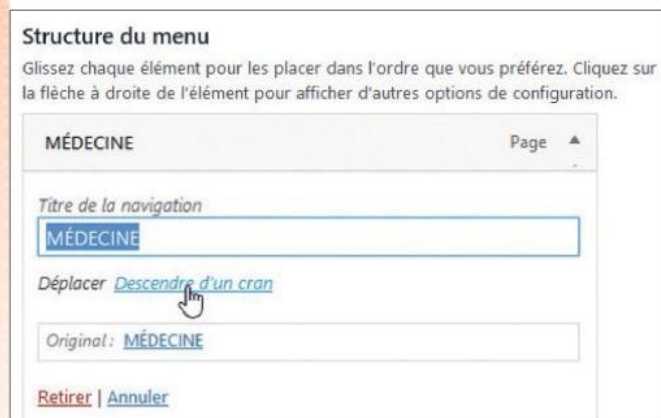 Structure du menu
Glissez chaque élément pour les placer dans l'ordre que vous préférez. Cliquez sur
la flèche à droite de l'élément pour afficher d'autres options de configuration.
MÉDECINE Page
Titre de la navigation
MÉDECINE
Déplacer Descendre d'un cran
Original : MÉDECINE
Retirer | Annuler